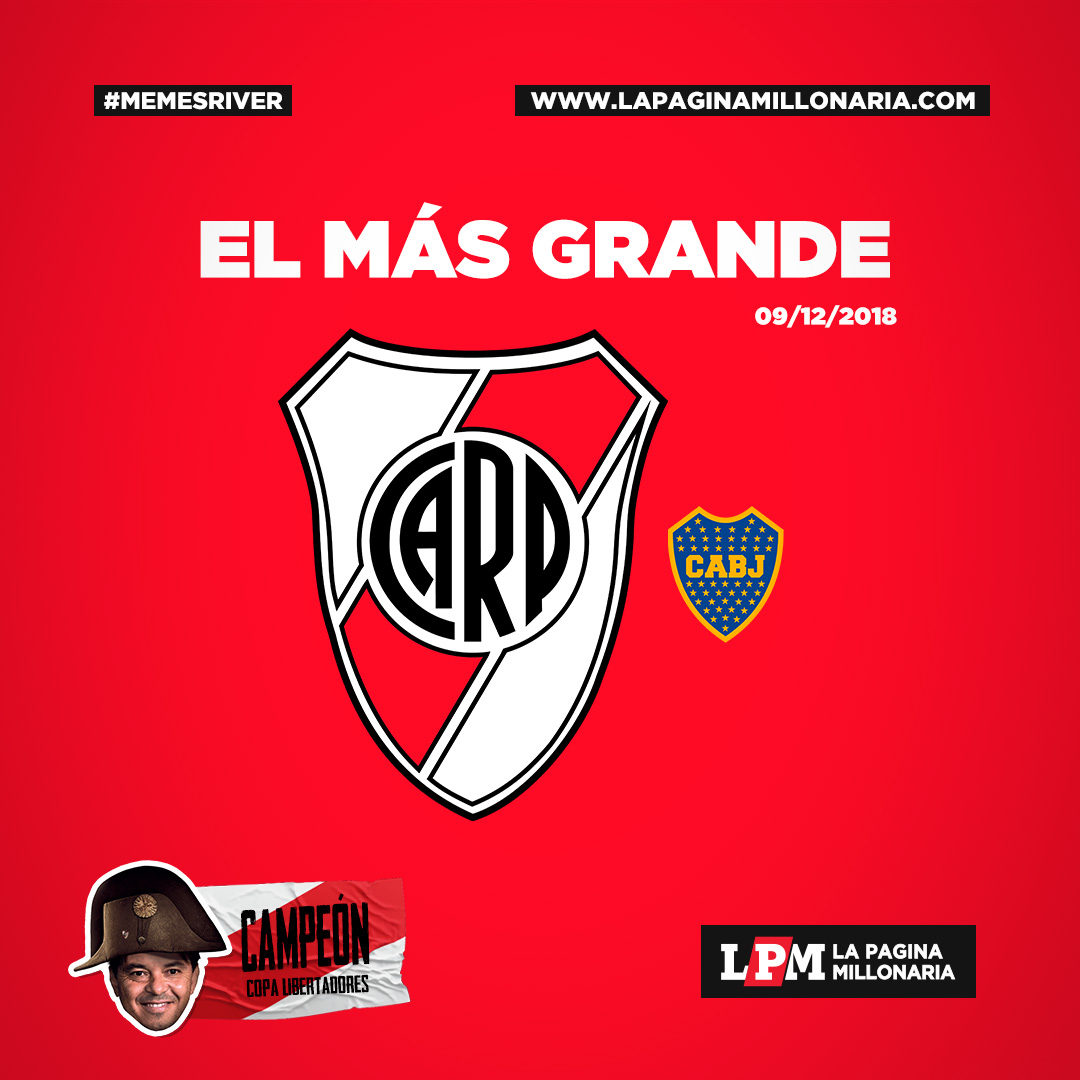 #MEMESRIVER
WWW.LAPAGINAMILLONARIA.COM
EL MÁS GRANDE
09/12/2018
CARP
CABJ
CAMPEÓN
COPA LIBERTADORES
LPM
LA PAGINA
MILLONARIA